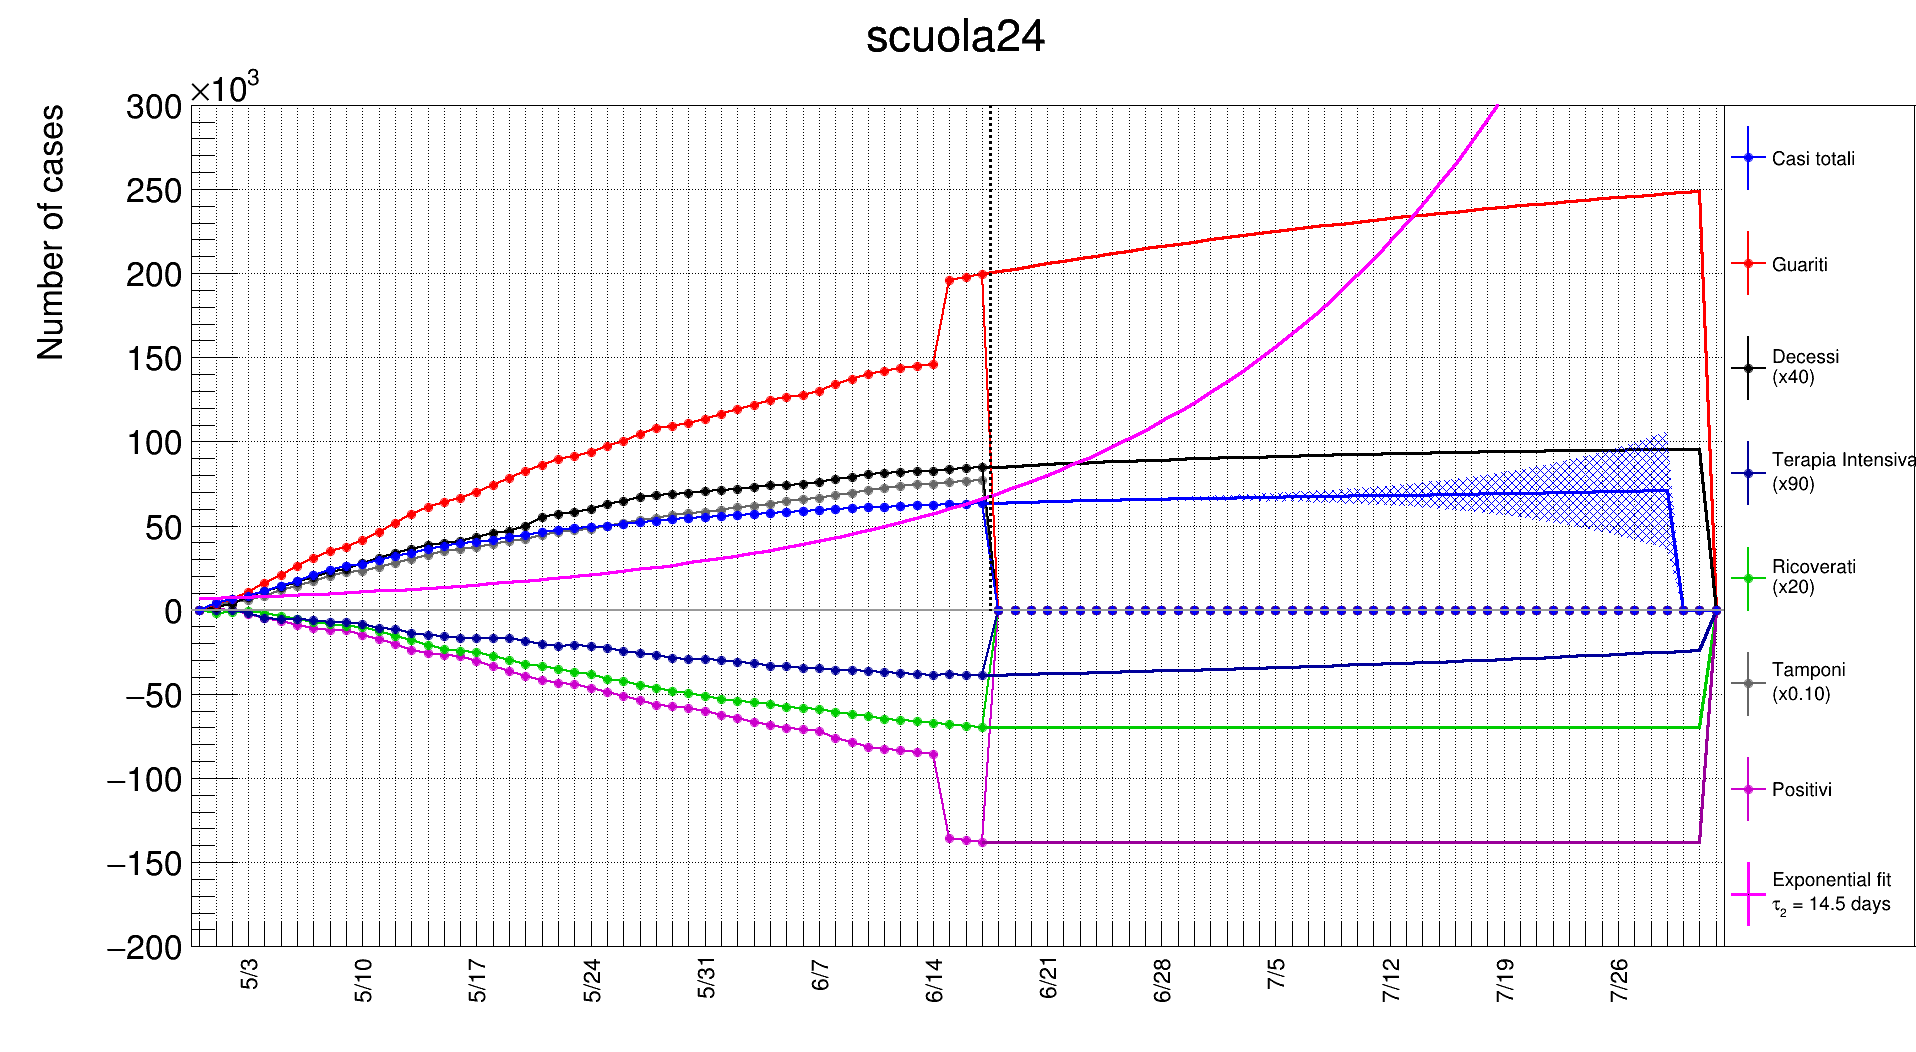 scuola24
×10³
Number of cases
300
250
200
150
100
50
0
−50
−100
−150
−200
5/3
5/10
5/17
5/24
5/31
6/7
6/14
6/21
6/28
7/5
7/12
7/19
7/26
Casi totali
Guariti
Decessi
(x40)
Terapia Intensiva
(x90)
Ricoverati
(x20)
Tamponi
(x0.10)
Positivi
Exponential fit
τ₂ = 14.5 days